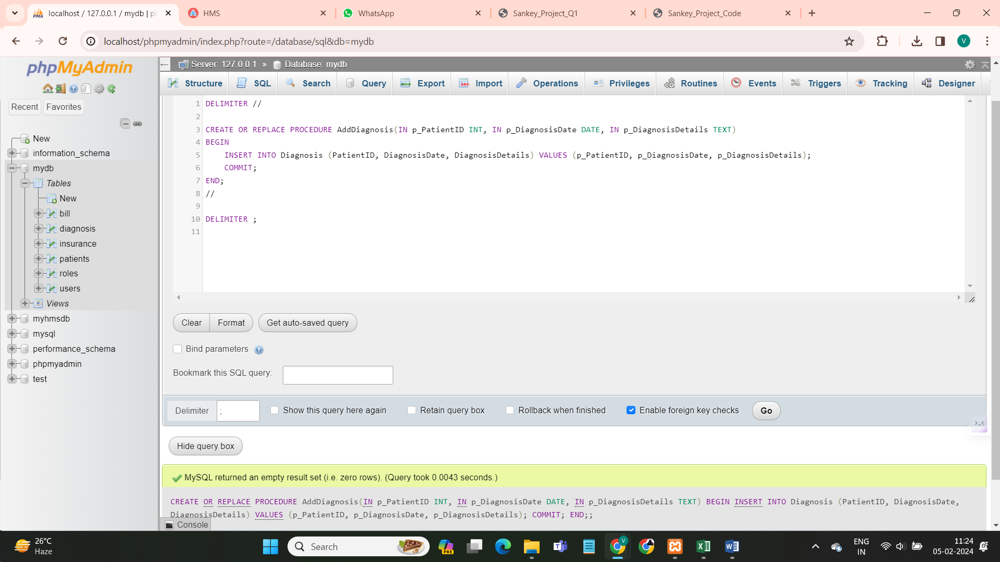 localhost / 127.0.0.1 / mydb | ph
HMS
WhatsApp
Sankey_Project_Q1
Sankey_Project_Code
localhost/phpmyadmin/index.php?route=/database/sql&db=mydb
V
phpMyAdmin
Recent
Favorites
New
information_schema
mydb
Tables
New
bill
diagnosis
insurance
patients
roles
users
Views
myhmsdb
mysql
performance_schema
phpmyadmin
test
Server: 127.0.0.1 » Database: mydb
Structure
SQL
Search
Query
Export
Import
Operations
Privileges
Routines
Events
Triggers
Tracking
Designer
1 DELIMITER //
2
3 CREATE OR REPLACE PROCEDURE AddDiagnosis(IN p_PatientID INT, IN p_DiagnosisDate DATE, IN p_DiagnosisDetails TEXT)
4 BEGIN
5     INSERT INTO Diagnosis (PatientID, DiagnosisDate, DiagnosisDetails) VALUES (p_PatientID, p_DiagnosisDate, p_DiagnosisDetails);
6     COMMIT;
7 END;
8 //
9
10 DELIMITER ;
11
Clear
Format
Get auto-saved query
Bind parameters
Bookmark this SQL query:
Delimiter ;
Show this query here again
Retain query box
Rollback when finished
Enable foreign key checks
Go
Hide query box
MySQL returned an empty result set (i.e. zero rows). (Query took 0.0043 seconds.)
CREATE OR REPLACE PROCEDURE AddDiagnosis(IN p_PatientID INT, IN p_DiagnosisDate DATE, IN p_DiagnosisDetails TEXT) BEGIN INSERT INTO Diagnosis (PatientID, DiagnosisDate,
DiagnosisDetails) VALUES (p_PatientID, p_DiagnosisDate, p_DiagnosisDetails); COMMIT; END;;
Console
26°C
Haze
Search
PRE
V
ENG
IN
11:24
05-02-2024